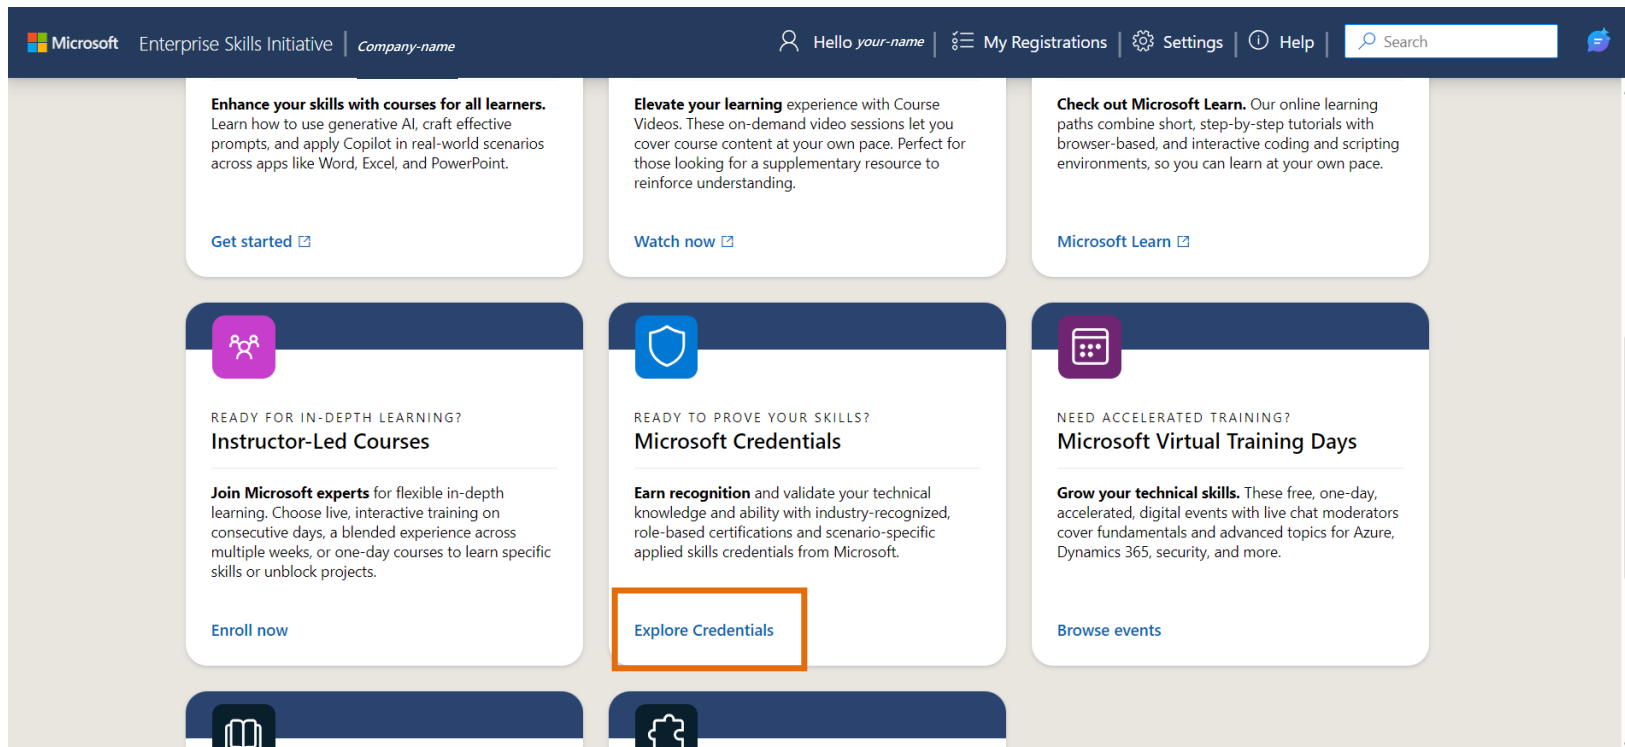 Microsoft Enterprise Skills Initiative Company-name Hello your-name My Registrations Settings Help Search
Enhance your skills with courses for all learners.
Learn how to use generative AI, craft effective
prompts, and apply Copilot in real-world scenarios
across apps like Word, Excel, and PowerPoint.
Get started
Elevate your learning experience with Course
Videos. These on-demand video sessions let you
cover course content at your own pace. Perfect for
those looking for a supplementary resource to
reinforce understanding.
Watch now
Check out Microsoft Learn. Our online learning
paths combine short, step-by-step tutorials with
browser-based, and interactive coding and scripting
environments, so you can learn at your own pace.
Microsoft Learn
READY FOR IN-DEPTH LEARNING?
Instructor-Led Courses
Join Microsoft experts for flexible in-depth
learning. Choose live, interactive training on
consecutive days, a blended experience across
multiple weeks, or one-day courses to learn specific
skills or unblock projects.
Enroll now
READY TO PROVE YOUR SKILLS?
Microsoft Credentials
Earn recognition and validate your technical
knowledge and ability with industry-recognized,
role-based certifications and scenario-specific
applied skills credentials from Microsoft.
Explore Credentials
NEED ACCELERATED TRAINING?
Microsoft Virtual Training Days
Grow your technical skills. These free, one-day,
accelerated, digital events with live chat moderators
cover fundamentals and advanced topics for Azure,
Dynamics 365, security, and more.
Browse events